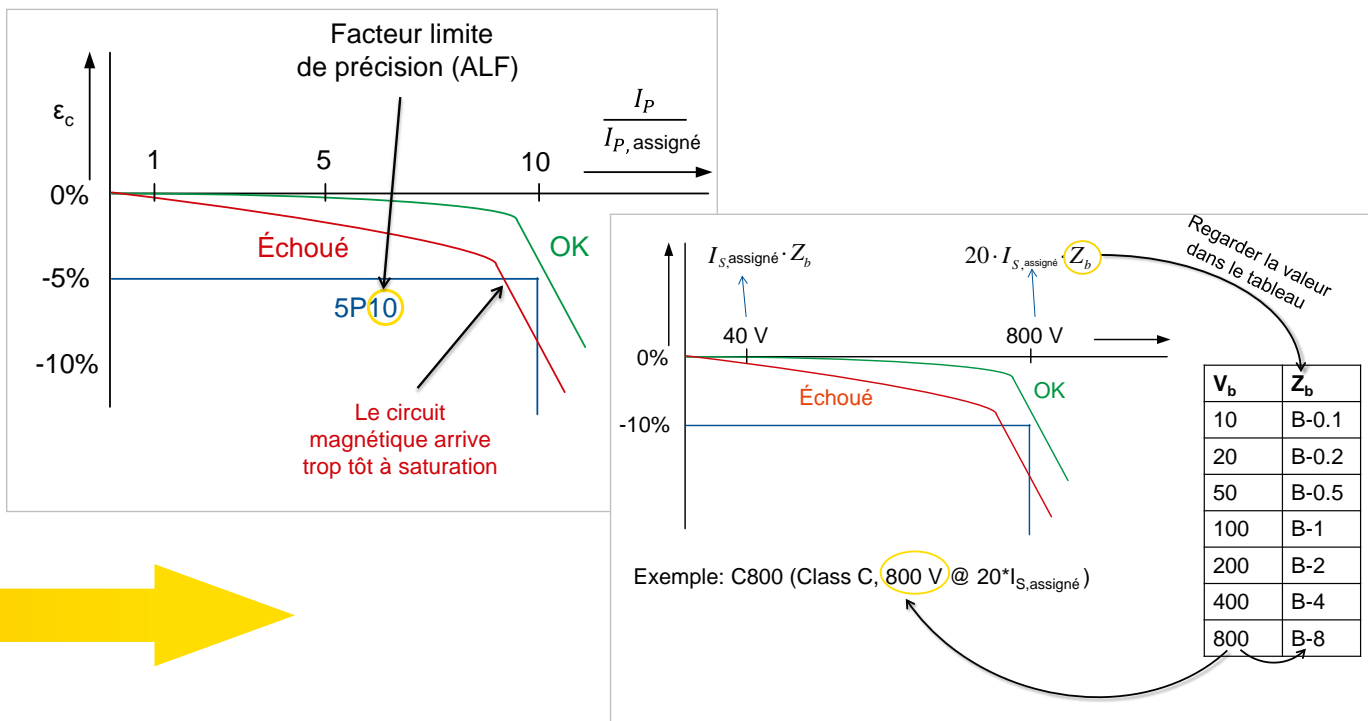 Facteur limite
de précision (ALF)
εc
I_P
I_P, assigné
1 5 10
0%
Échoué
OK
-5%
5P10
-10%
Le circuit
magnétique arrive
trop tôt à saturation
I_S,assigné · Z_b
20 · I_S,assigné · Z_b
Regarder la valeur
dans le tableau
40 V
800 V
0%
Échoué
OK
-10%
V_b Z_b
10 B-0.1
20 B-0.2
50 B-0.5
100 B-1
200 B-2
400 B-4
800 B-8
Exemple: C800 (Class C, 800 V @ 20*I_S,assigné)